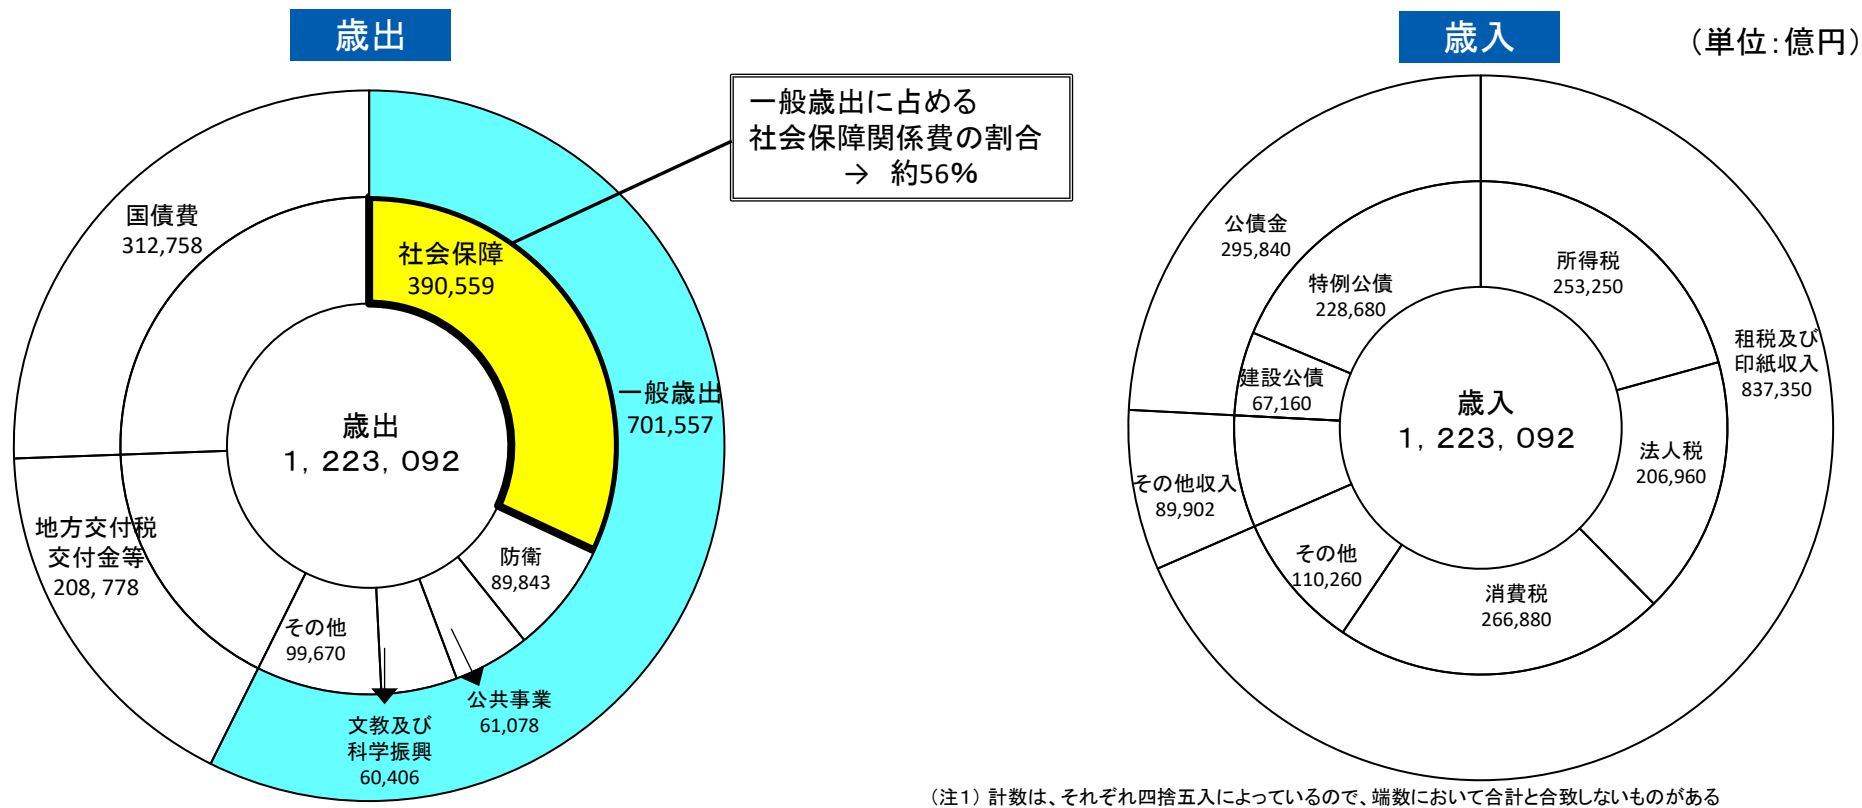 歳出
一般歳出に占める
社会保障関係費の割合
→ 約56%
国債費
312,758
社会保障
390,559
一般歳出
701,557
歳出
1,223,092
地方交付税
交付金等
208,778
防衛
89,843
その他
99,670
公共事業
61,078
文教及び
科学振興
60,406
歳入
(単位:億円)
公債金
295,840
特例公債
228,680
所得税
253,250
租税及び
印紙収入
837,350
建設公債
67,160
歳入
1,223,092
法人税
206,960
その他収入
89,902
その他
110,260
消費税
266,880
(注1)計数は、それぞれ四捨五入によっているので、端数において合計と合致しないものがある